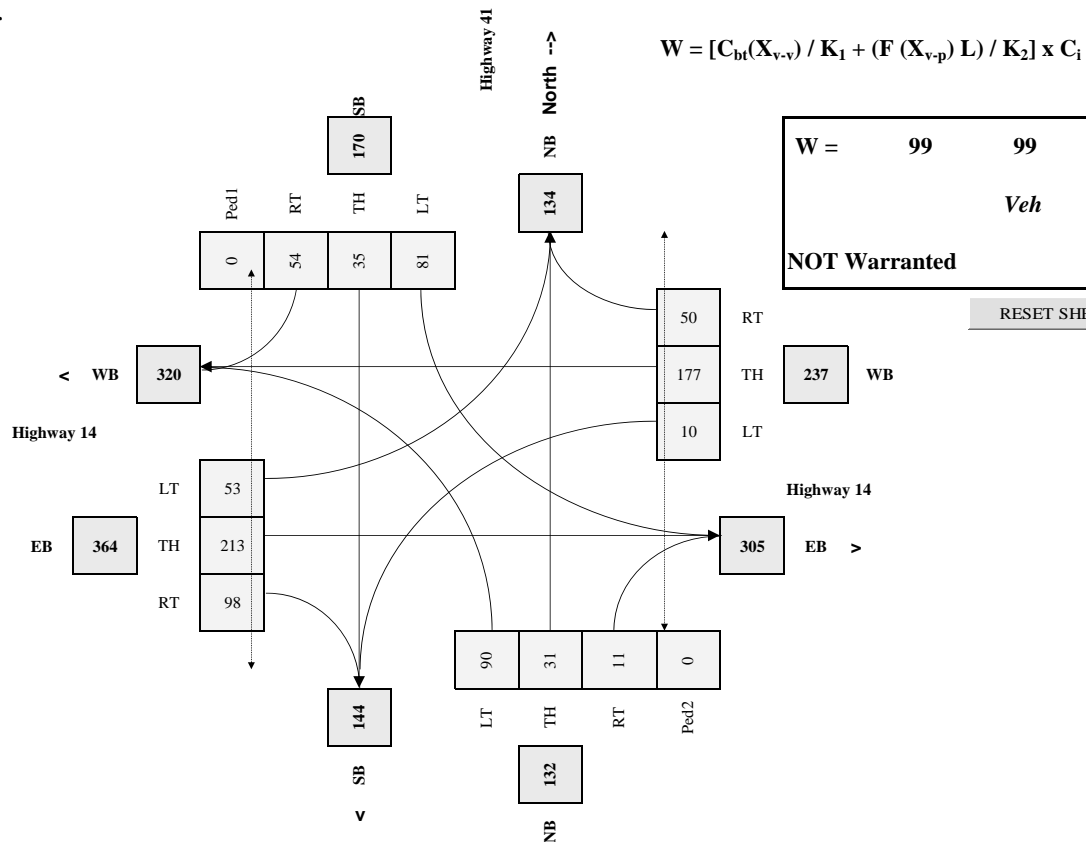 Highway 41
North -->
W = [Cbt(Xv-v) / K1 + (F (Xv-p) L) / K2] x Ci
SB
170
NB
134
W = 99 99
Veh
NOT Warranted
RESET SHE
Ped1 RT TH LT
0 54 35 81
50 RT
< WB 320
177 TH 237 WB
10 LT
Highway 14
LT 53
Highway 14
EB 364 TH 213
305 EB >
RT 98
90 31 11 0
LT TH RT Ped2
144
SB
v
132
NB